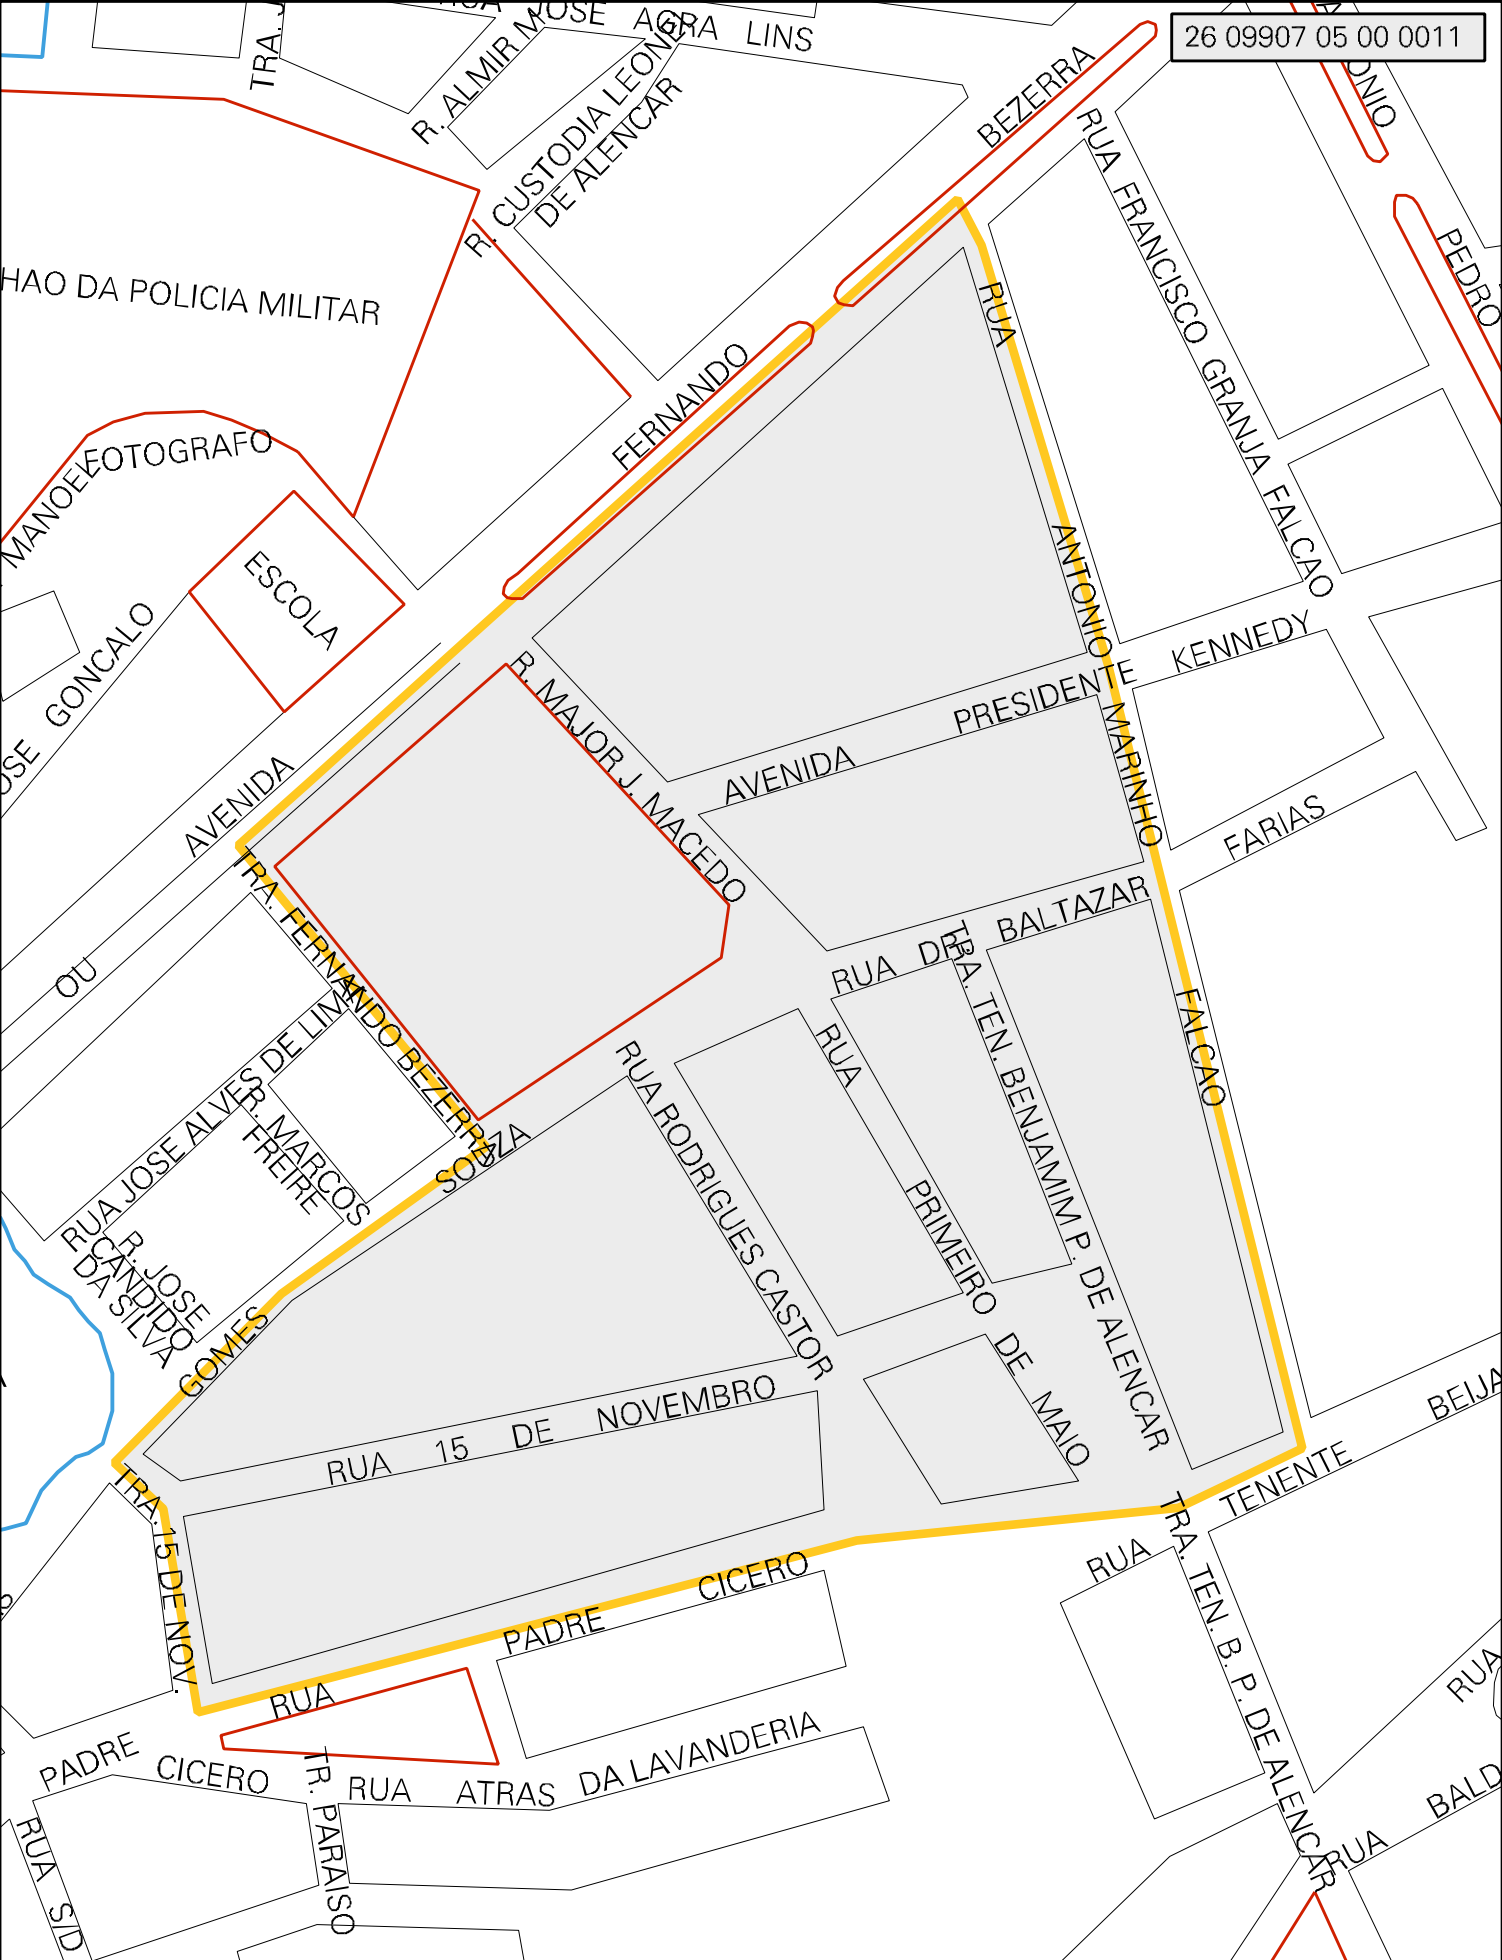 JOSE AGRA LINS
26 09907 05 00 0011
TRA. J
R. ALMIR M
R. CUSTODIA LEONEL
DE ALENCAR
BEZERRA
RUA FRANCISCO GRANJA FALCAO
ONIO
PEDRO
HAO DA POLICIA MILITAR
RUA ANTONIO MARINHO FALCAO
FERNANDO
MANOEL
FOTOGRAFO
ESCOLA
OSE GONCALO
AVENIDA
OU
R. MAJOR J. MACEDO
AVENIDA PRESIDENTE KENNEDY
FARIAS
RUA DR. BALTAZAR
TRA. FERNANDO BEZERRA
TRA. TEN. BENJAMIM P. DE ALENCAR
RUA JOSE ALVES DE LIMA
R. MARCOS
FREIRE
R. JOSE
CANDIDO
DA SILVA
GOMES SOUZA
RUA RODRIGUES CASTOR
RUA PRIMEIRO DE MAIO
RUA 15 DE NOVEMBRO
TRA. 15 DE NOV.
RUA TENENTE BEIJA
TRA. TEN. B. P. DE ALENCAR
RUA PADRE CICERO
PADRE CICERO
RUA ATRAS DA LAVANDERIA
TR. PARAISO
RUA S/D
RUA
RUA BALD